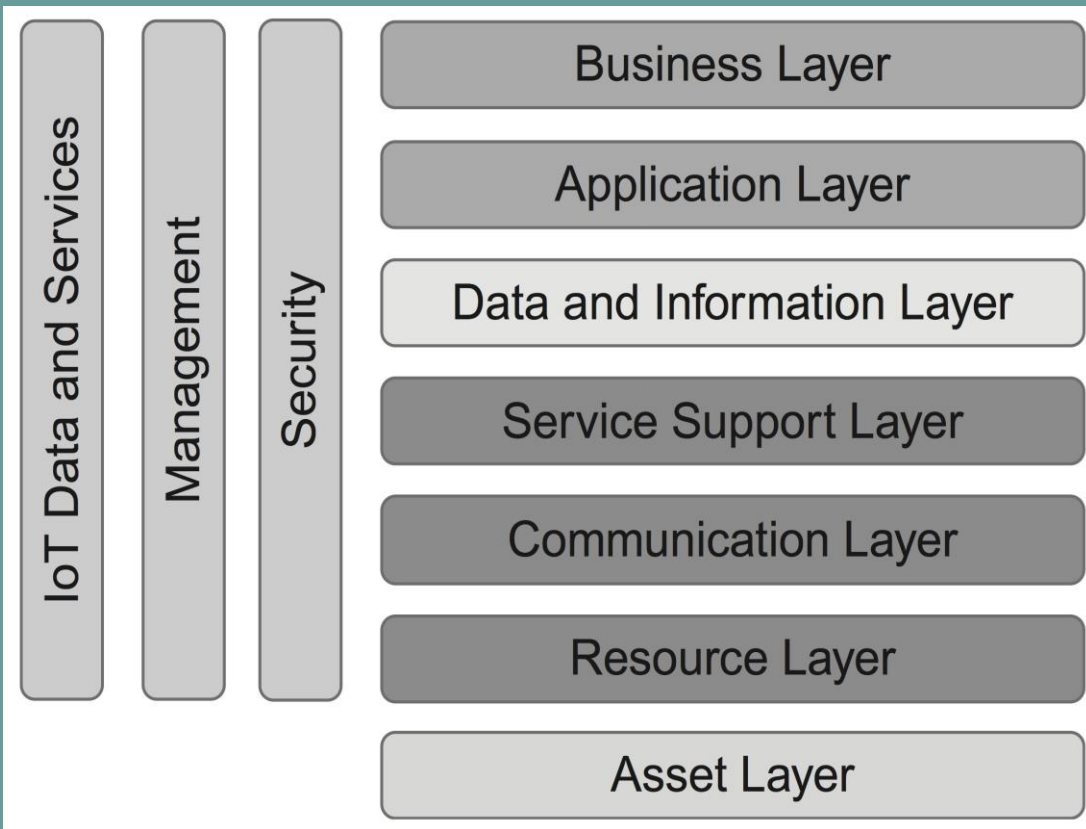 IoT Data and Services
Management
Security
Business Layer
Application Layer
Data and Information Layer
Service Support Layer
Communication Layer
Resource Layer
Asset Layer